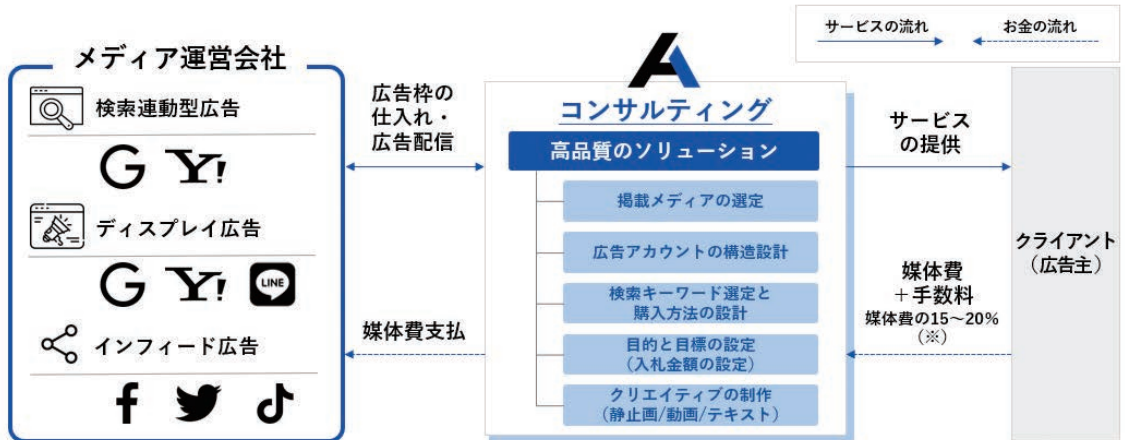 サービスの流れ
お金の流れ
メディア運営会社
検索連動型広告
G Y!
ディスプレイ広告
G Y! LINE
インフィード広告
広告枠の
仕入れ・
広告配信
媒体費支払
コンサルティング
高品質のソリューション
掲載メディアの選定
広告アカウントの構造設計
検索キーワード選定と
購入方法の設計
目的と目標の設定
(入札金額の設定)
クリエイティブの制作
(静止画/動画/テキスト)
サービス
の提供
媒体費
＋手数料
媒体費の15〜20%
(※)
クライアント
(広告主)